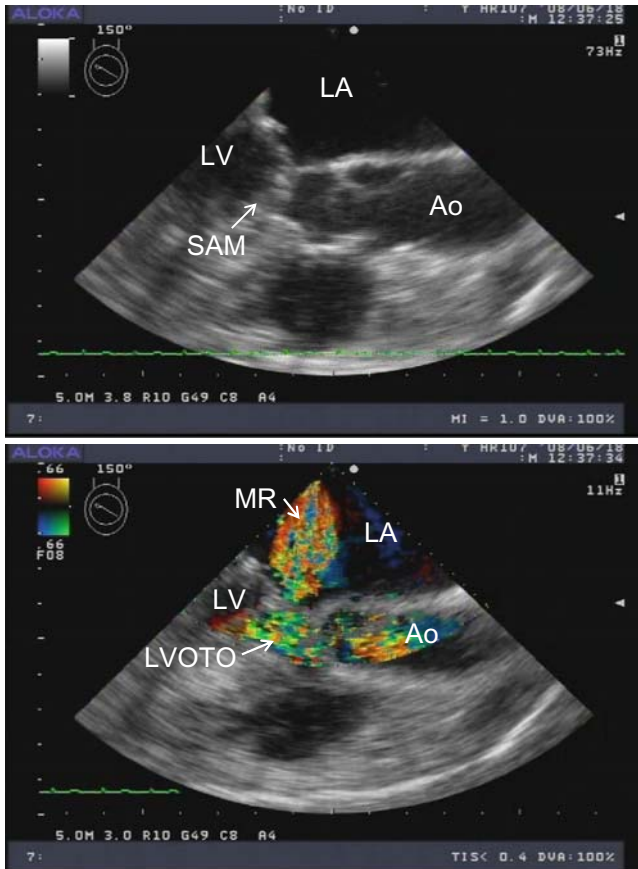 ALOKA :No ID : Y HR107 '08/06/18
: :M 12:37:25
150°
1
73Hz
LA
LV
Ao
SAM
5.0M 3.8 R10 G49 C8 A4
7: MI = 1.0 DVA:100%
ALOKA :No ID : Y HR107 '08/06/18
: :M 12:37:34
.66 150°
1
11Hz
MR
.66
F08
LA
LV
Ao
LVOTO
5.0M 3.0 R10 G49 C8 A4
7: TIS< 0.4 DVA:100%